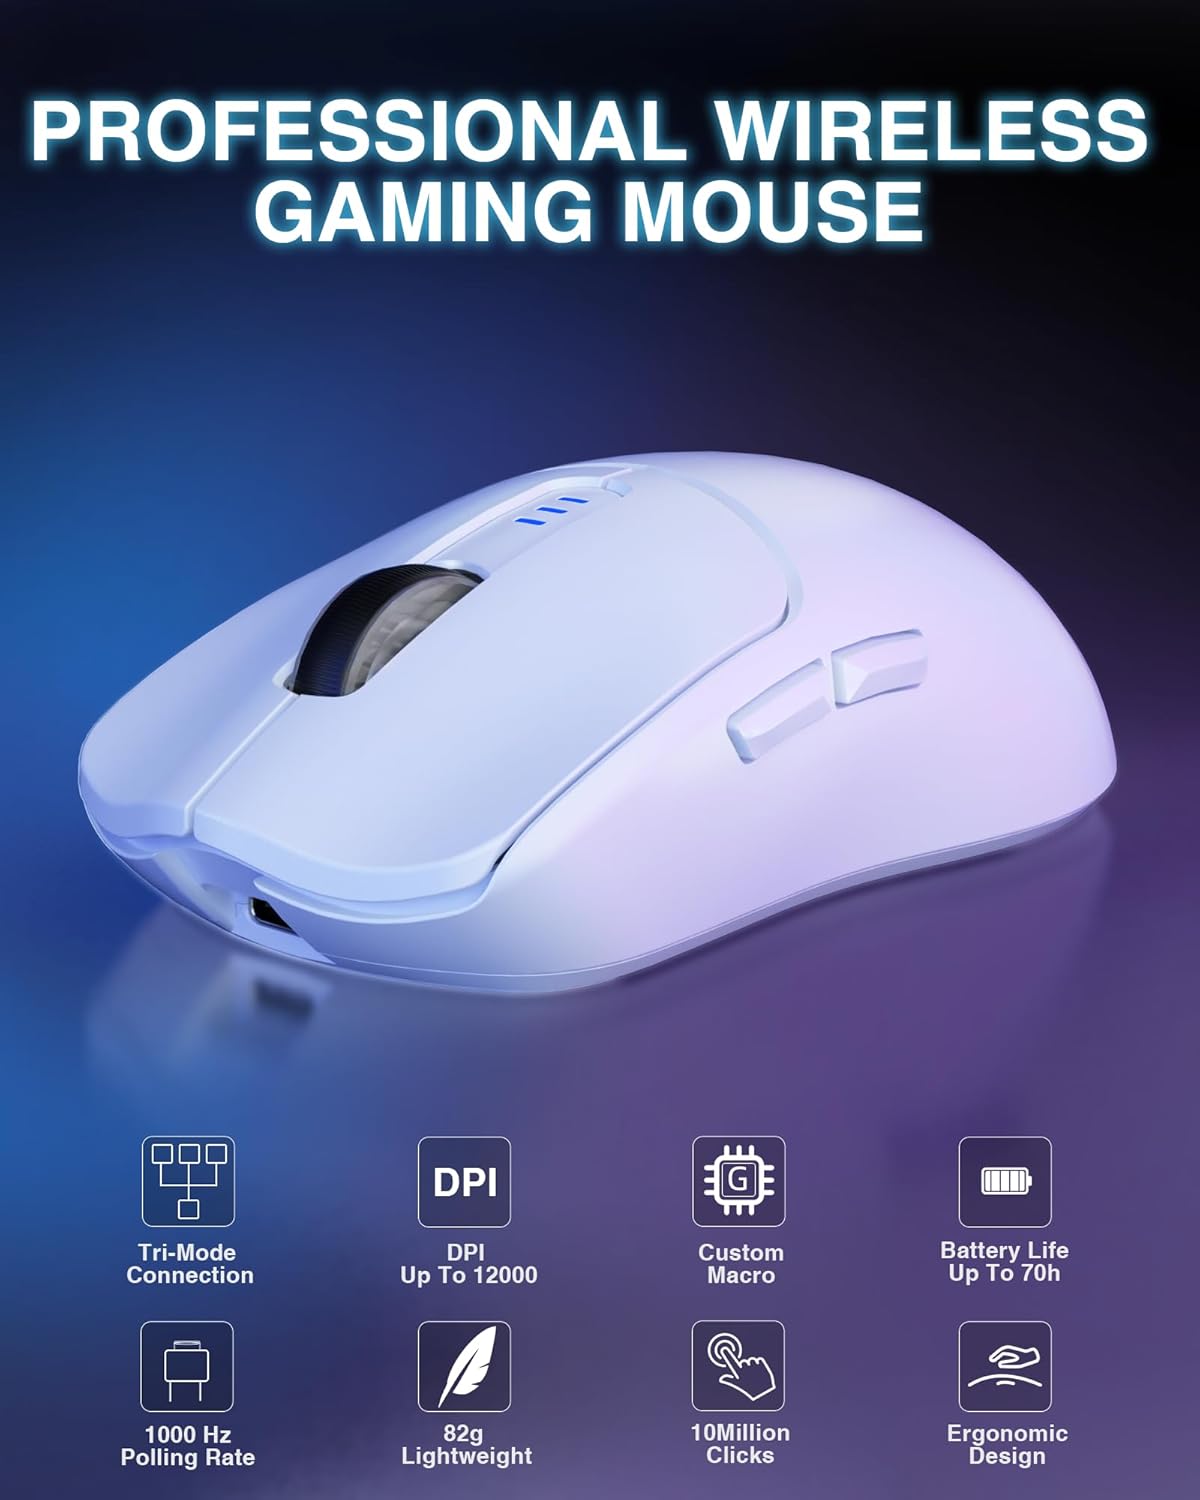 PROFESSIONAL WIRELESS
GAMING MOUSE
DPI
G
Tri-Mode
Connection
DPI
Up To 12000
Custom
Macro
Battery Life
Up To 70h
1000 Hz
Polling Rate
82g
Lightweight
10Million
Clicks
Ergonomic
Design